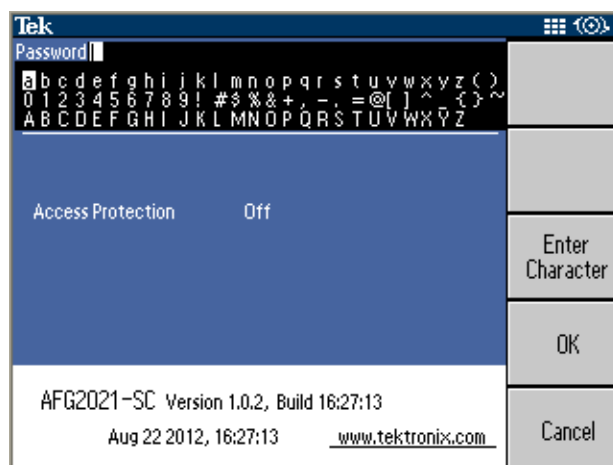 Tek
Password
a b c d e f g h i j k l m n o p q r s t u v w x y z ( )
0 1 2 3 4 5 6 7 8 9 ! # $ % & + , - . = @ [ ] ^ _ { } ~
A B C D E F G H I J K L M N O P Q R S T U V W X Y Z
Access Protection Off
Enter
Character
OK
AFG2021-SC Version 1.0.2, Build 16:27:13
Aug 22 2012, 16:27:13 www.tektronix.com
Cancel